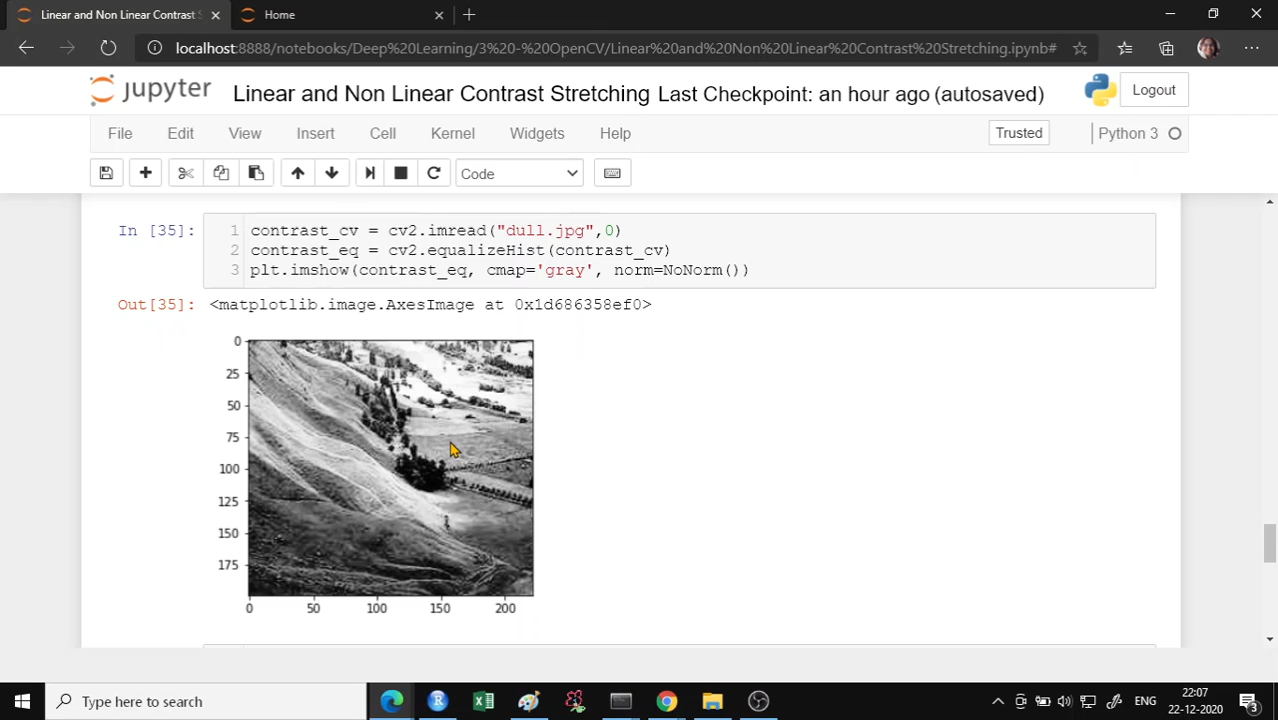 Linear and Non Linear Contrast S
Home
localhost:8888/notebooks/Deep%20Learning/3%20-%20OpenCV/Linear%20and%20Non%20Linear%20Contrast%20Stretching.ipynb#
jupyter Linear and Non Linear Contrast Stretching Last Checkpoint: an hour ago (autosaved) Logout
File Edit View Insert Cell Kernel Widgets Help Trusted Python 3
Code
In [35]:
1 contrast_cv = cv2.imread("dull.jpg",0)
2 contrast_eq = cv2.equalizeHist(contrast_cv)
3 plt.imshow(contrast_eq, cmap='gray', norm=NoNorm())
Out[35]: <matplotlib.image.AxesImage at 0x1d686358ef0>
0
25
50
75
100
125
150
175
0 50 100 150 200
Type here to search
ENG
22:07
22-12-2020
3